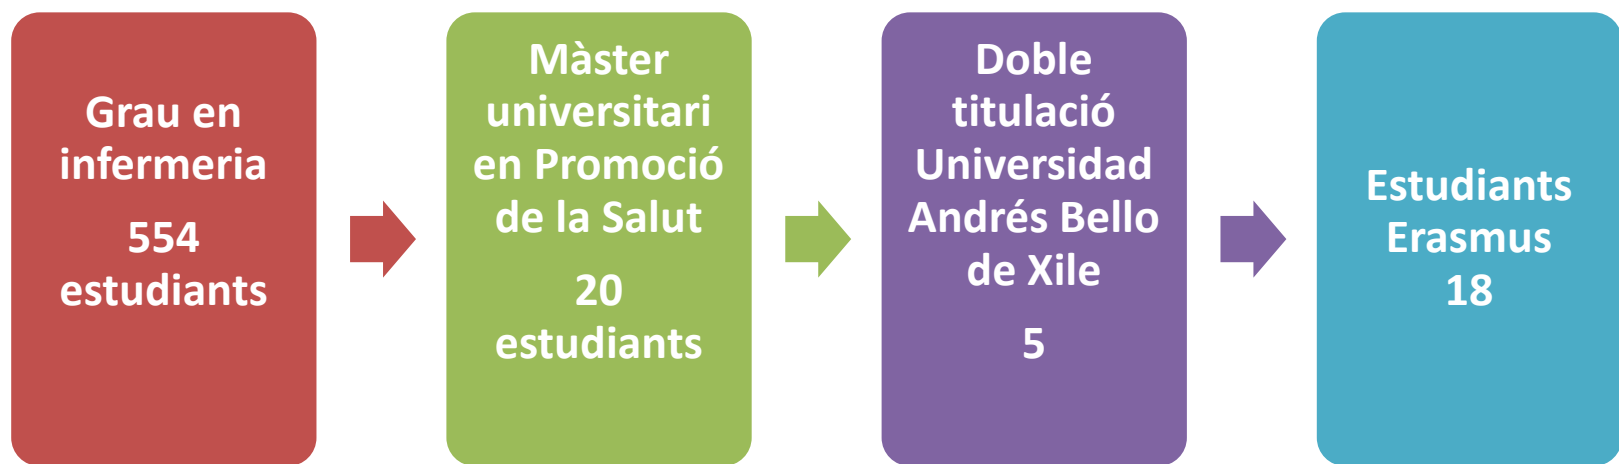 Grau en
infermeria
554
estudiants
Màster
universitari
en Promoció
de la Salut
20
estudiants
Doble
titulació
Universidad
Andrés Bello
de Xile
5
Estudiants
Erasmus
18